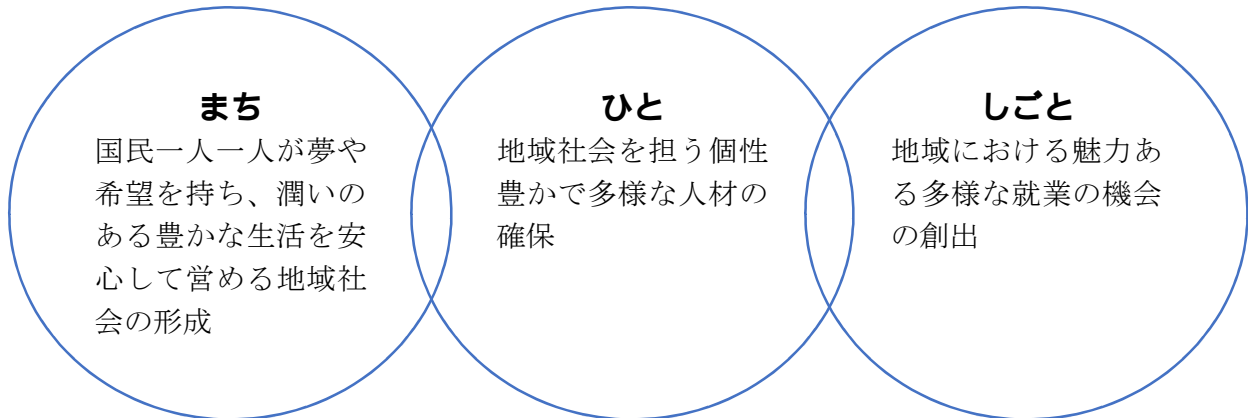 まち
国民一人一人が夢や
希望を持ち、潤いの
ある豊かな生活を安
心して営める地域社
会の形成
ひと
地域社会を担う個性
豊かで多様な人材の
確保
しごと
地域における魅力あ
る多様な就業の機会
の創出